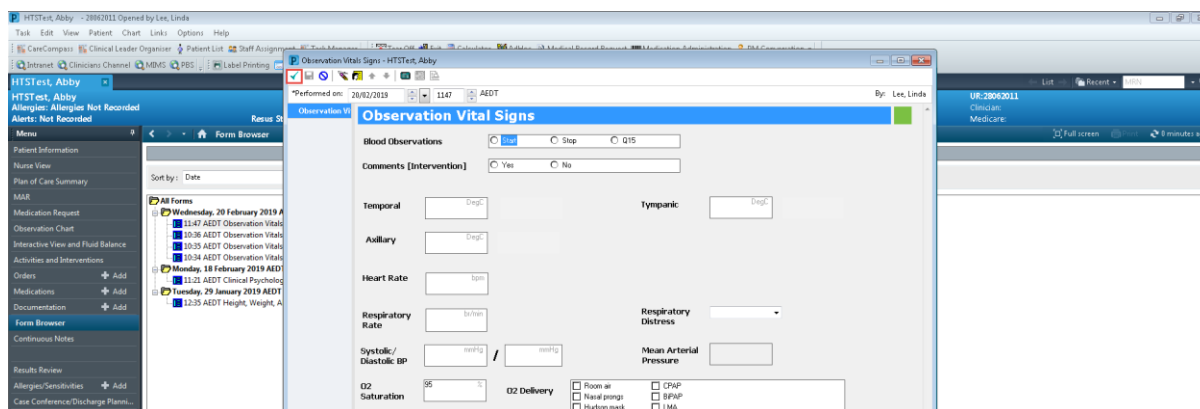 HTSTest, Abby - 28062011 Opened by Lee, Linda
Task Edit View Patient Chart Links Options Help
CareCompass Clinical Leader Organiser Patient List Staff Assignment
Intranet Clinicians Channel MIMS PBS Label Printing
HTSTest, Abby
List Recent MRN
HTSTest, Abby
Allergies: Allergies Not Recorded
Alerts: Not Recorded
Resus St
UR:28062011
Clinician:
Medicare:
Menu
Form Browser
Full screen Print 0 minutes a
Patient Information
Nurse View
Plan of Care Summary
MAR
Medication Request
Observation Chart
Interactive View and Fluid Balance
Activities and Interventions
Orders Add
Medications Add
Documentation Add
Form Browser
Continuous Notes
Results Review
Allergies/Sensitivities Add
Case Conference/Discharge Planni...
Sort by: Date
All Forms
Wednesday, 20 February 2019 A
11:47 AEDT Observation Vitals
10:36 AEDT Observation Vitals
10:35 AEDT Observation Vitals
10:34 AEDT Observation Vitals
Monday, 18 February 2019 AEDT
11:21 AEDT Clinical Psycholog
Tuesday, 29 January 2019 AEDT
12:35 AEDT Height, Weight, A
Observation Vitals Signs - HTSTest, Abby
*Performed on: 20/02/2019 1147 AEDT By: Lee, Linda
Observation Vi
Observation Vital Signs
Blood Observations Start Stop Q15
Comments [Intervention] Yes No
Temporal DegC Tympanic DegC
Axillary DegC
Heart Rate bpm
Respiratory Rate br/min Respiratory Distress
Systolic/ Diastolic BP mmHg / mmHg Mean Arterial Pressure
O2 Saturation 95 % O2 Delivery
Room air CPAP
Nasal prongs BiPAP
Hudson mask LMA